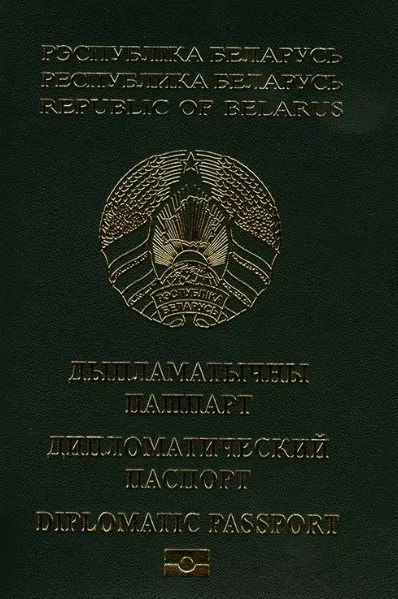 РЭСПУБЛІКА БЕЛАРУСЬ
РЕСПУБЛИКА БЕЛАРУСЬ
REPUBLIC OF BELARUS
РЭСПУБЛІКА
БЕЛАРУСЬ
ДЫПЛАМАТЫЧНЫ
ПАШПАРТ
ДИПЛОМАТИЧЕСКИЙ
ПАСПОРТ
DIPLOMATIC PASSPORT